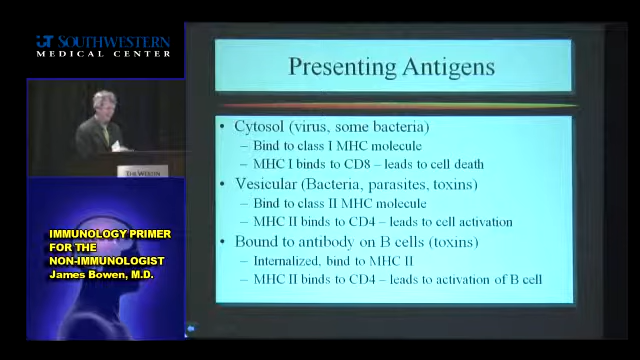 UT SOUTHWESTERN
MEDICAL CENTER
THE WESTIN
IMMUNOLOGY PRIMER
FOR THE
NON-IMMUNOLOGIST
James Bowen, M.D.
Presenting Antigens
• Cytosol (virus, some bacteria)
– Bind to class I MHC molecule
– MHC I binds to CD8 – leads to cell death
• Vesicular (Bacteria, parasites, toxins)
– Bind to class II MHC molecule
– MHC II binds to CD4 – leads to cell activation
• Bound to antibody on B cells (toxins)
– Internalized, bind to MHC II
– MHC II binds to CD4 – leads to activation of B cell